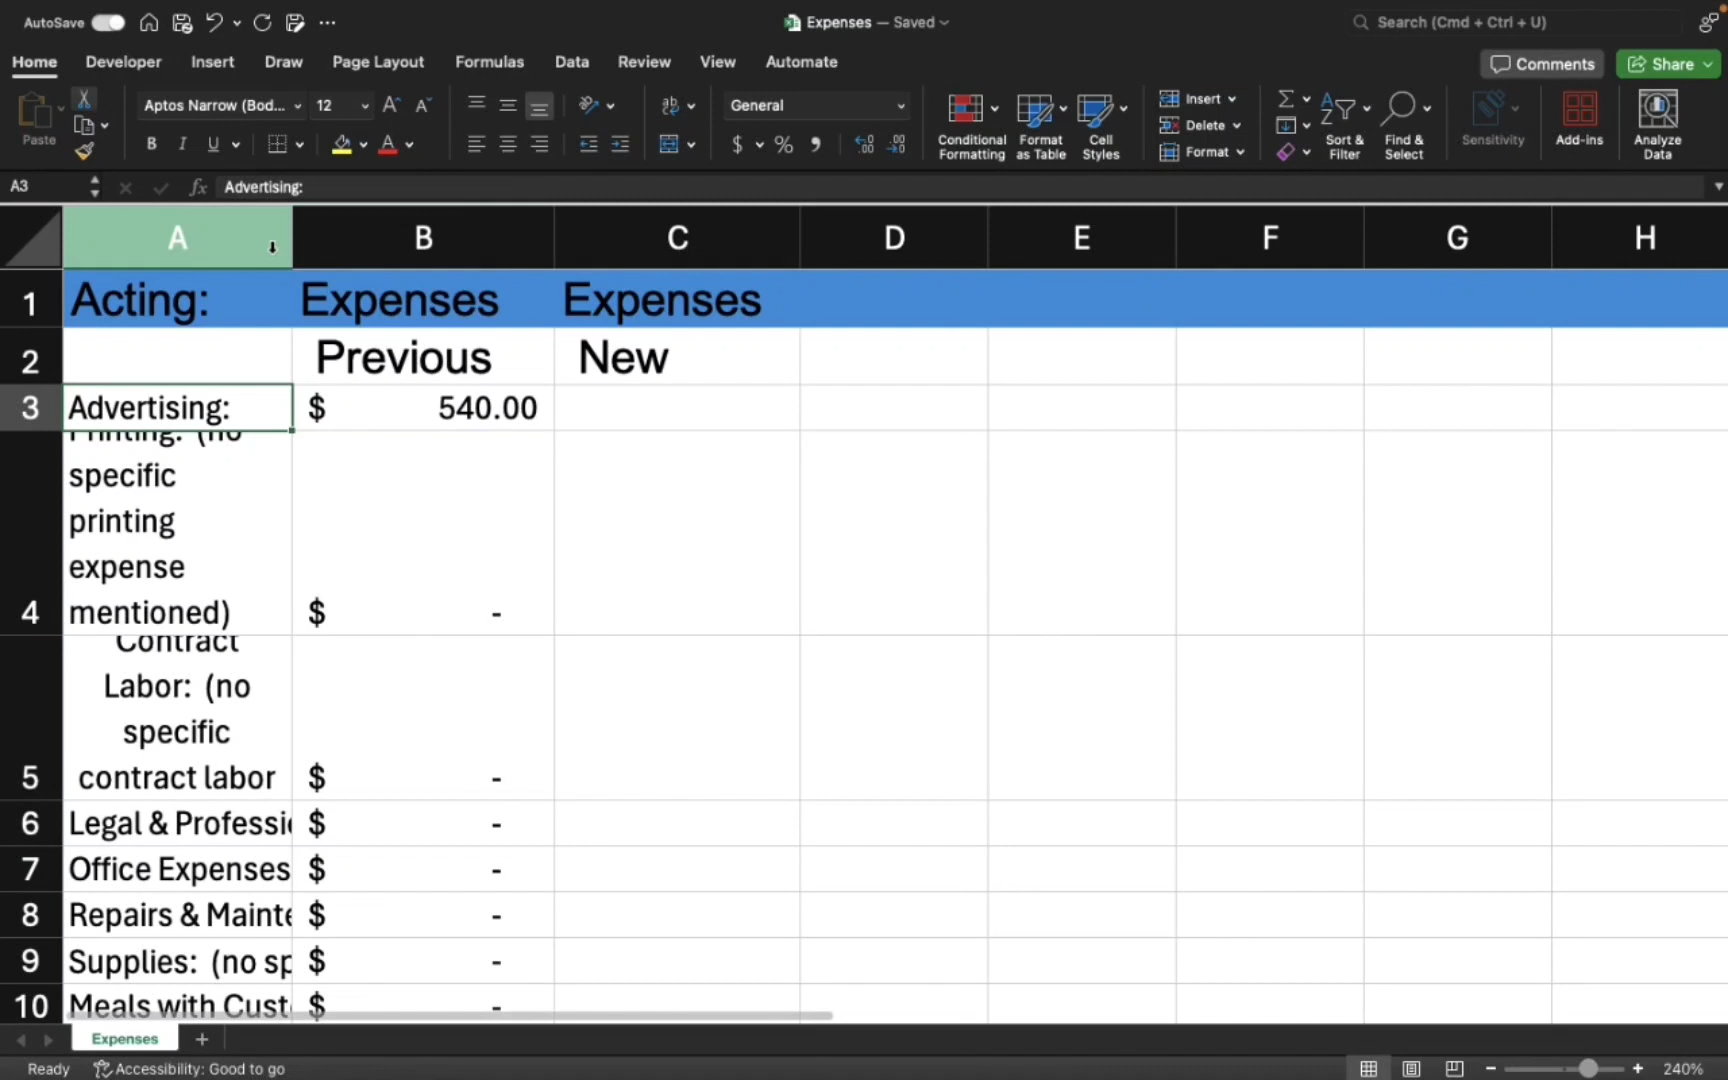 AutoSave
Expenses — Saved
Search (Cmd + Ctrl + U)
Home Developer Insert Draw Page Layout Formulas Data Review View Automate
Comments Share
Paste
Aptos Narrow (Bod... 12
B I U
General
$ % ,
Conditional Formatting
Format as Table
Cell Styles
Insert
Delete
Format
Sort & Filter
Find & Select
Sensitivity
Add-ins
Analyze Data
A3 fx Advertising:
A B C D E F G H
1 Acting: Expenses Expenses
2 Previous New
3 Advertising: $ 540.00
Printing: (no
specific
printing
expense
4 mentioned) $ -
Contract
Labor: (no
specific
5 contract labor $ -
6 Legal & Professi $ -
7 Office Expenses $ -
8 Repairs & Mainte $ -
9 Supplies: (no sp $ -
10 Meals with Cust $ -
Expenses +
Ready Accessibility: Good to go
240%